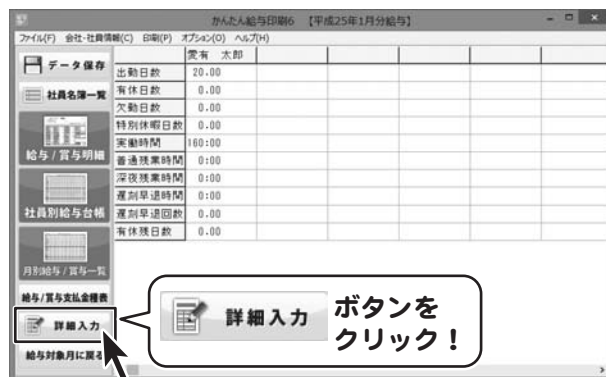 かんたん給与印刷6 【平成25年1月分給与】
ファイル(F) 会社・社員情報(C) 印刷(P) オプション(O) ヘルプ(H)
データ保存
社員名簿一覧
給与/賞与明細
社員別給与台帳
月別給与/賞与一覧
給与/賞与支払金種表
詳細入力
給与対象月に戻る
愛有 太郎
出勤日数 20.00
有休日数 0.00
欠勤日数 0.00
特別休暇日数 0.00
実働時間 160:00
普通残業時間 0:00
深夜残業時間 0:00
遅刻早退時間 0:00
遅刻早退回数 0.00
有休残日数 0.00
詳細入力
ボタンを
クリック！